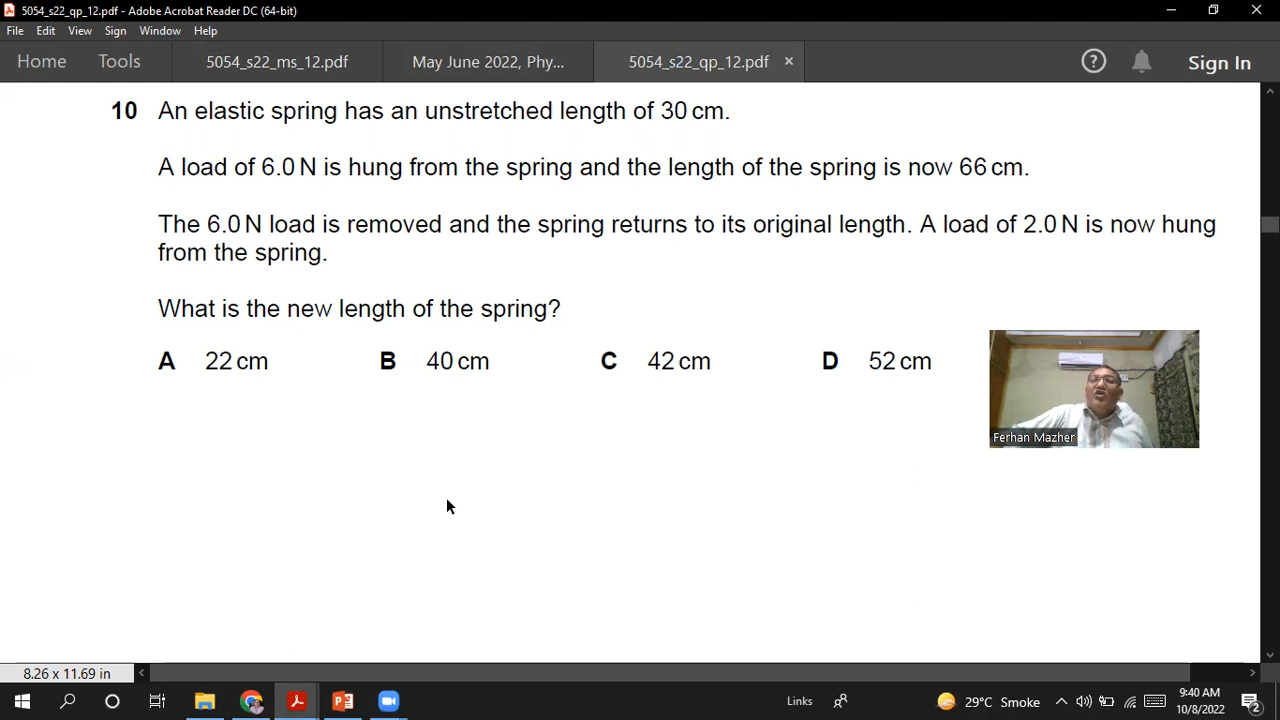 5054_s22_qp_12.pdf - Adobe Acrobat Reader DC (64-bit)
File Edit View Sign Window Help
Home Tools 5054_s22_ms_12.pdf May June 2022, Phy... 5054_s22_qp_12.pdf × ? Sign In
10 An elastic spring has an unstretched length of 30 cm.
A load of 6.0 N is hung from the spring and the length of the spring is now 66 cm.
The 6.0 N load is removed and the spring returns to its original length. A load of 2.0 N is now hung
from the spring.
What is the new length of the spring?
A 22 cm B 40 cm C 42 cm D 52 cm
Ferhan Mazher
8.26 x 11.69 in
Links 29°C Smoke 9:40 AM
10/8/2022 2